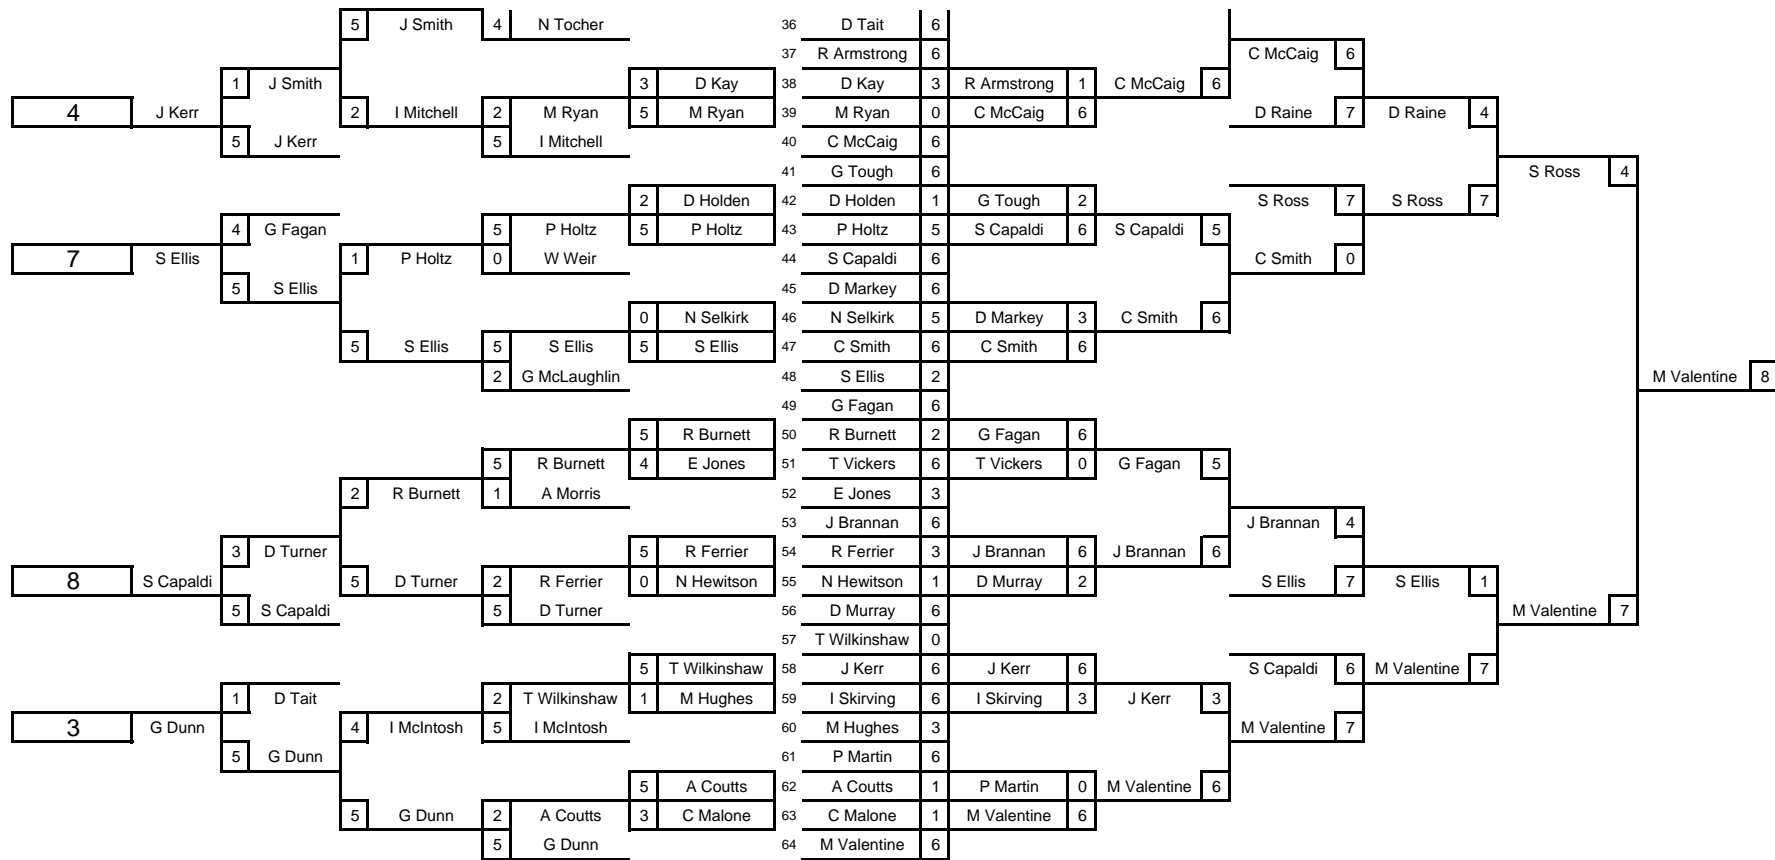 5 J Smith 4 N Tocher 36 D Tait 6
37 R Armstrong 6 C McCaig 6
1 J Smith 3 D Kay 38 D Kay 3 R Armstrong 1 C McCaig 6
4 J Kerr 2 I Mitchell 2 M Ryan 5 M Ryan 39 M Ryan 0 C McCaig 6 D Raine 7 D Raine 4
5 J Kerr 5 I Mitchell 40 C McCaig 6
41 G Tough 6 S Ross 4
2 D Holden 42 D Holden 1 G Tough 2 S Ross 7 S Ross 7
4 G Fagan 5 P Holtz 5 P Holtz 43 P Holtz 5 S Capaldi 6 S Capaldi 5
7 S Ellis 1 P Holtz 0 W Weir 44 S Capaldi 6 C Smith 0
5 S Ellis 45 D Markey 6
0 N Selkirk 46 N Selkirk 5 D Markey 3 C Smith 6
5 S Ellis 5 S Ellis 5 S Ellis 47 C Smith 6 C Smith 6
2 G McLaughlin 48 S Ellis 2 M Valentine 8
49 G Fagan 6
5 R Burnett 50 R Burnett 2 G Fagan 6
5 R Burnett 4 E Jones 51 T Vickers 6 T Vickers 0 G Fagan 5
2 R Burnett 1 A Morris 52 E Jones 3
53 J Brannan 6 J Brannan 4
3 D Turner 5 R Ferrier 54 R Ferrier 3 J Brannan 6 J Brannan 6
8 S Capaldi 5 D Turner 2 R Ferrier 0 N Hewitson 55 N Hewitson 1 D Murray 2 S Ellis 7 S Ellis 1
5 S Capaldi 5 D Turner 56 D Murray 6 M Valentine 7
57 T Wilkinshaw 0
5 T Wilkinshaw 58 J Kerr 6 J Kerr 6 S Capaldi 6 M Valentine 7
1 D Tait 2 T Wilkinshaw 1 M Hughes 59 I Skirving 6 I Skirving 3 J Kerr 3
3 G Dunn 4 I McIntosh 5 I McIntosh 60 M Hughes 3 M Valentine 7
5 G Dunn 61 P Martin 6
5 A Coutts 62 A Coutts 1 P Martin 0 M Valentine 6
5 G Dunn 2 A Coutts 3 C Malone 63 C Malone 1 M Valentine 6
5 G Dunn 64 M Valentine 6